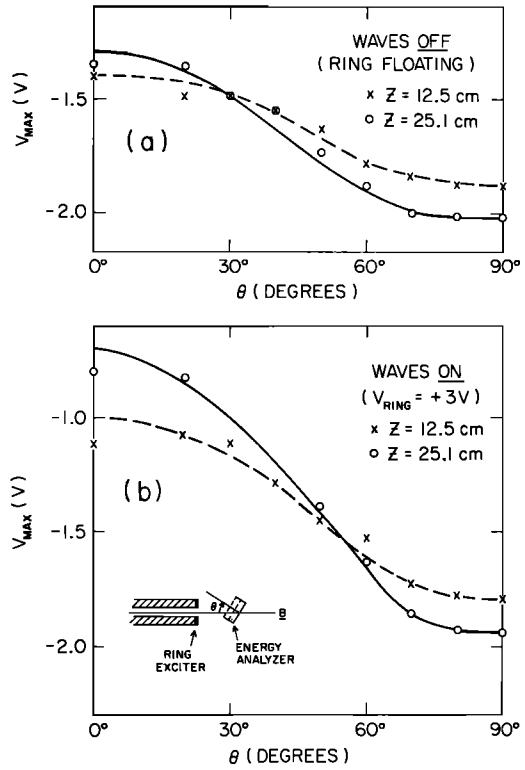 WAVES OFF
(RING FLOATING)
x Z = 12.5 cm
o Z = 25.1 cm
(a)
V_MAX (V)
-1.5
-2.0
0° 30° 60° 90°
θ (DEGREES)
WAVES ON
(V_RING = +3V)
x Z = 12.5 cm
o Z = 25.1 cm
(b)
V_MAX (V)
-1.0
-1.5
-2.0
θ
B
RING
EXCITER
ENERGY
ANALYZER
0° 30° 60° 90°
θ (DEGREES)